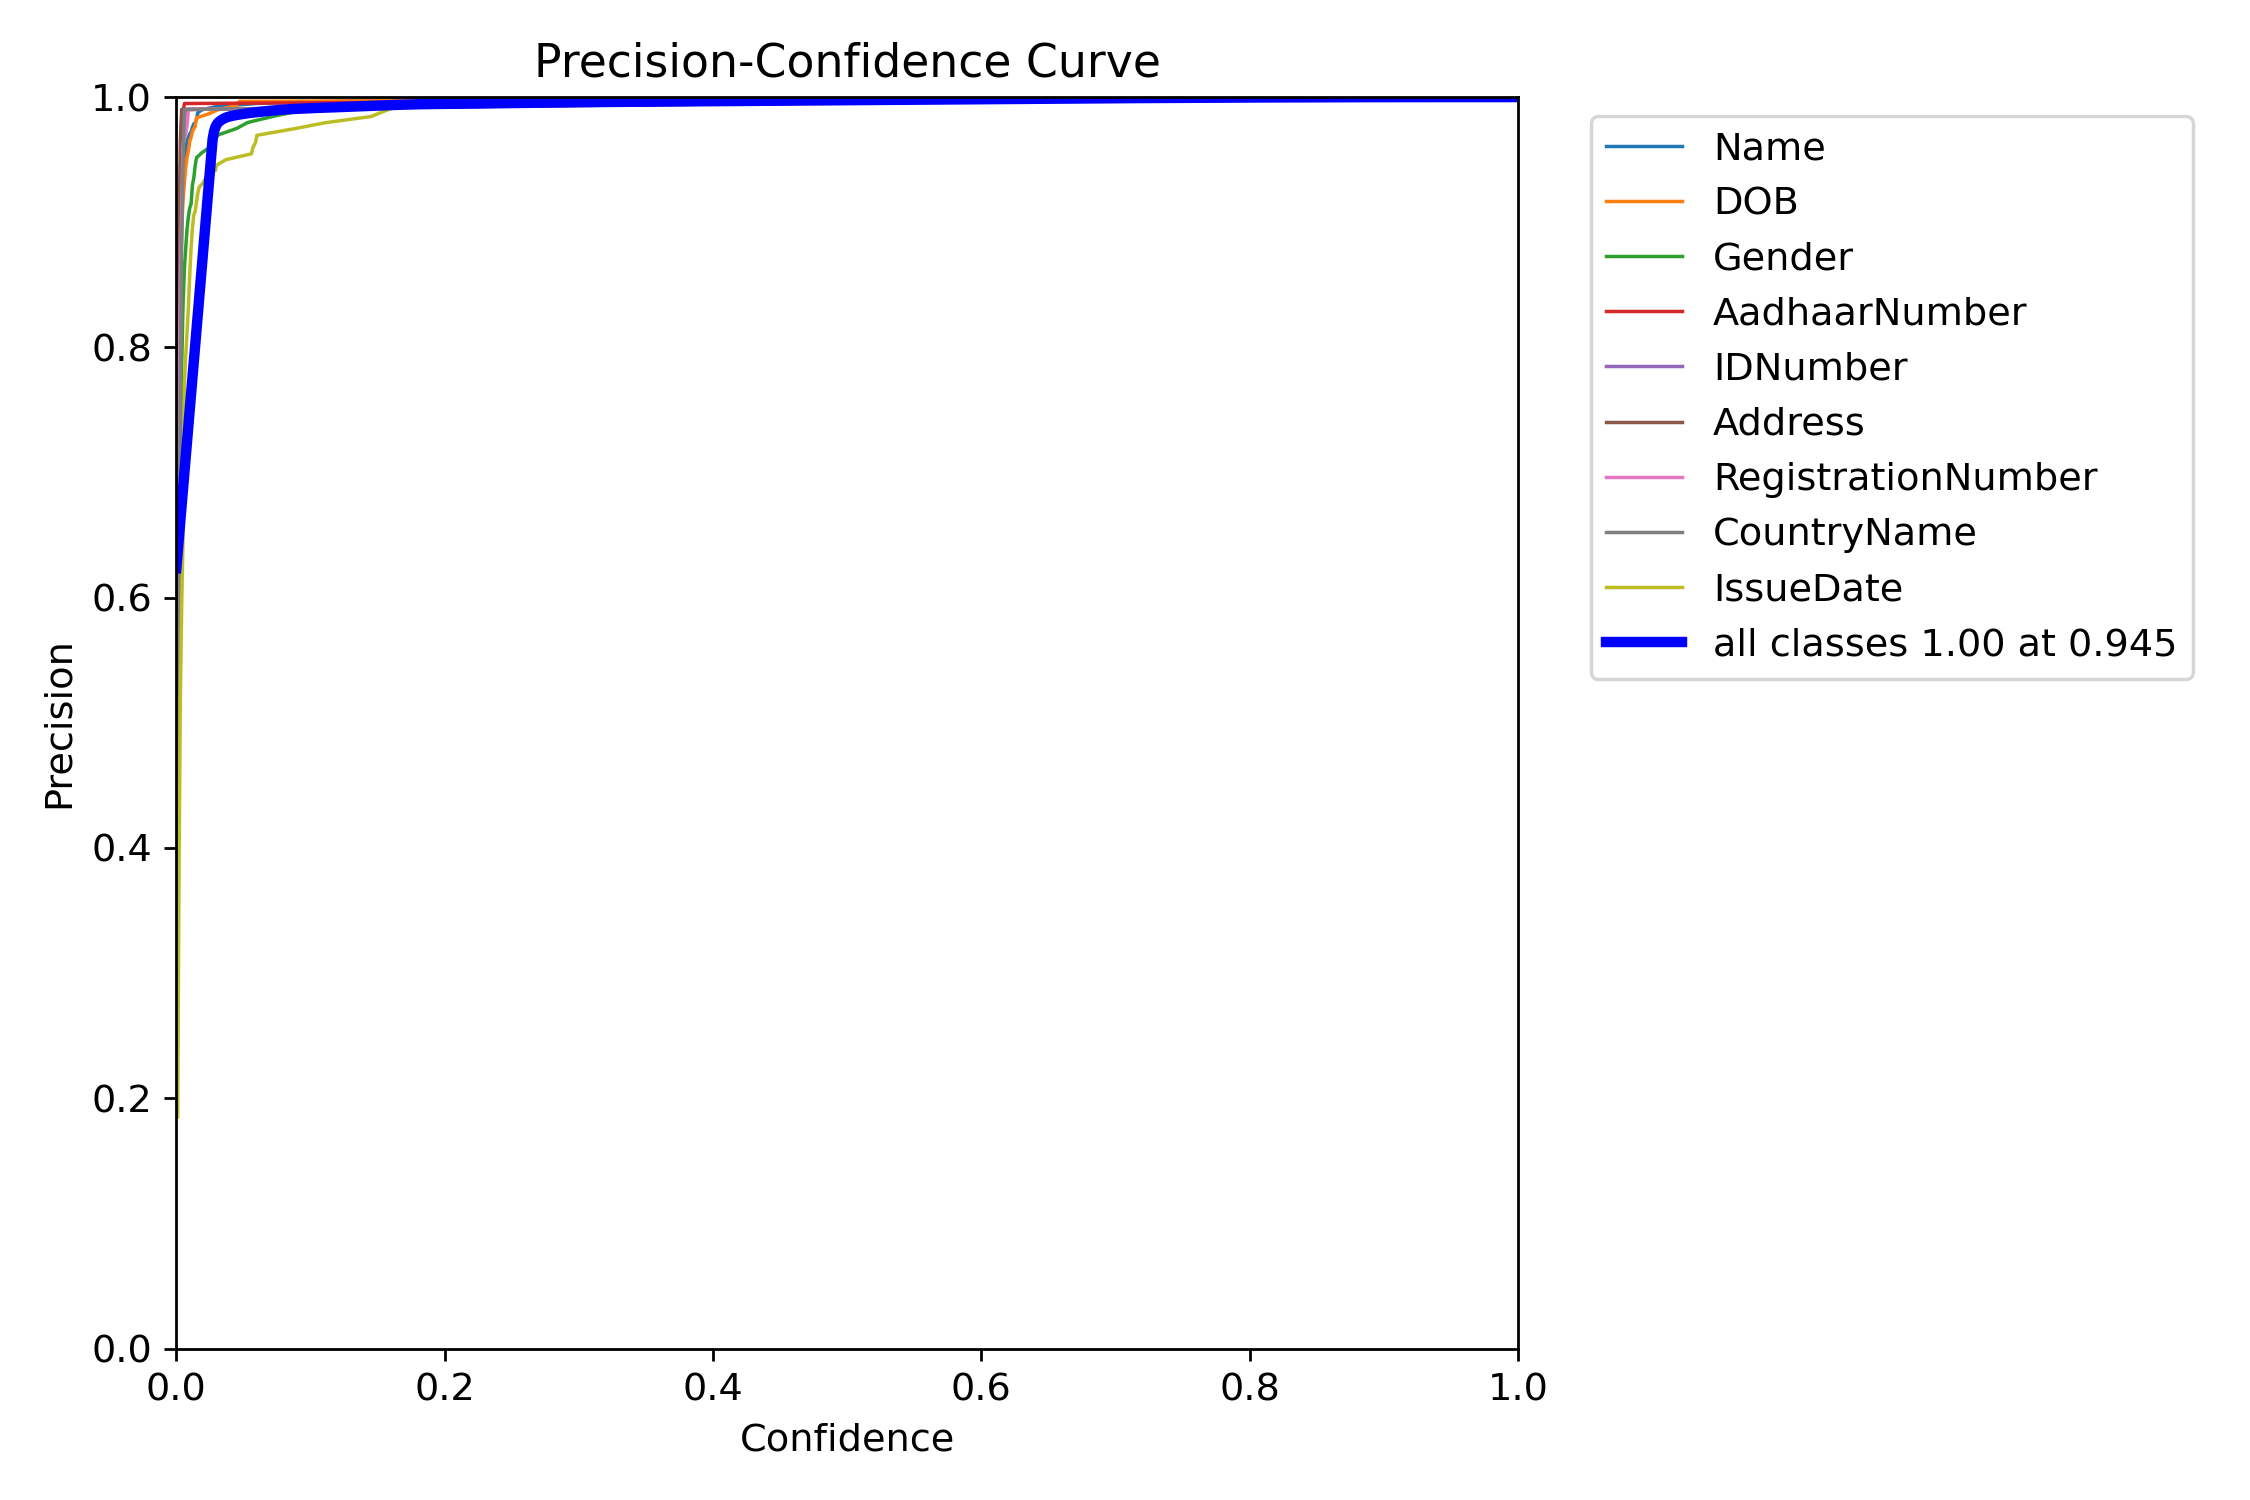 Precision-Confidence Curve
1.0
0.8
0.6
0.4
0.2
0.0
Precision
0.0 0.2 0.4 0.6 0.8 1.0
Confidence
Name
DOB
Gender
AadhaarNumber
IDNumber
Address
RegistrationNumber
CountryName
IssueDate
all classes 1.00 at 0.945